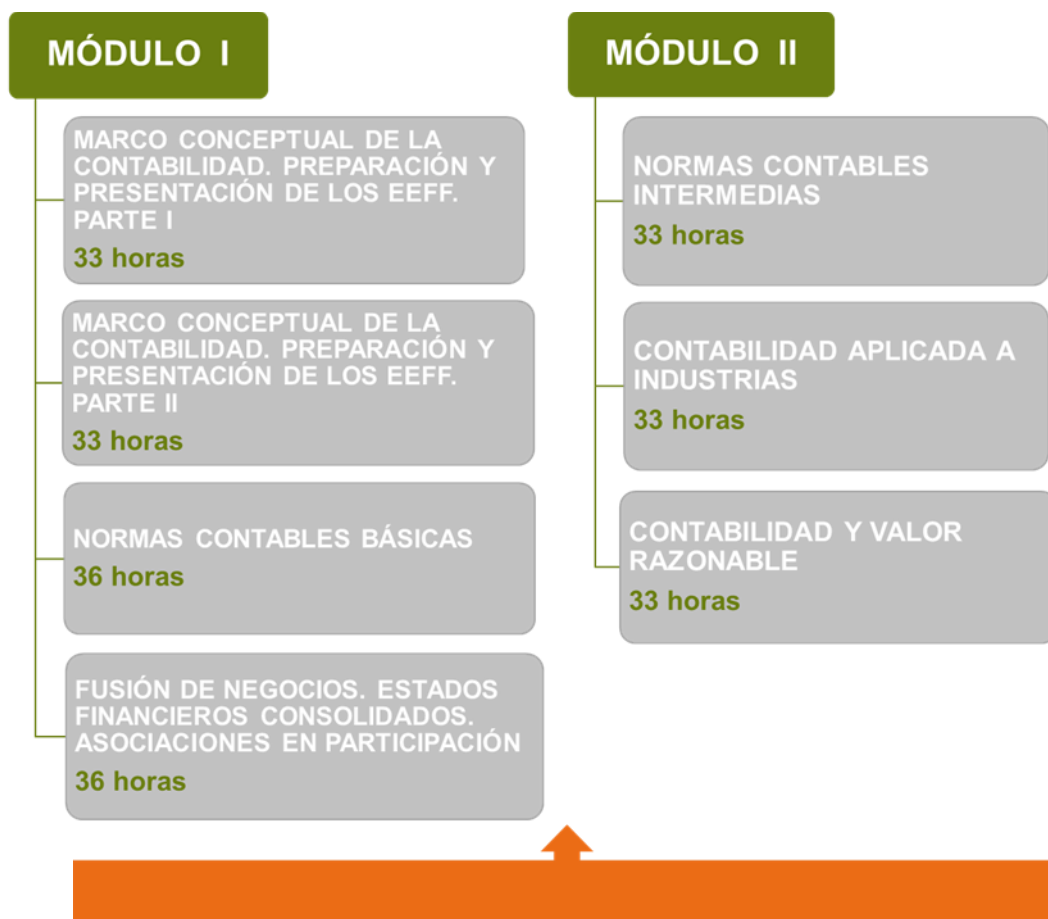 MÓDULO I
MARCO CONCEPTUAL DE LA
CONTABILIDAD. PREPARACIÓN Y
PRESENTACIÓN DE LOS EEFF.
PARTE I
33 horas
MARCO CONCEPTUAL DE LA
CONTABILIDAD. PREPARACIÓN Y
PRESENTACIÓN DE LOS EEFF.
PARTE II
33 horas
NORMAS CONTABLES BÁSICAS
36 horas
FUSIÓN DE NEGOCIOS. ESTADOS
FINANCIEROS CONSOLIDADOS.
ASOCIACIONES EN PARTICIPACIÓN
36 horas
MÓDULO II
NORMAS CONTABLES
INTERMEDIAS
33 horas
CONTABILIDAD APLICADA A
INDUSTRIAS
33 horas
CONTABILIDAD Y VALOR
RAZONABLE
33 horas